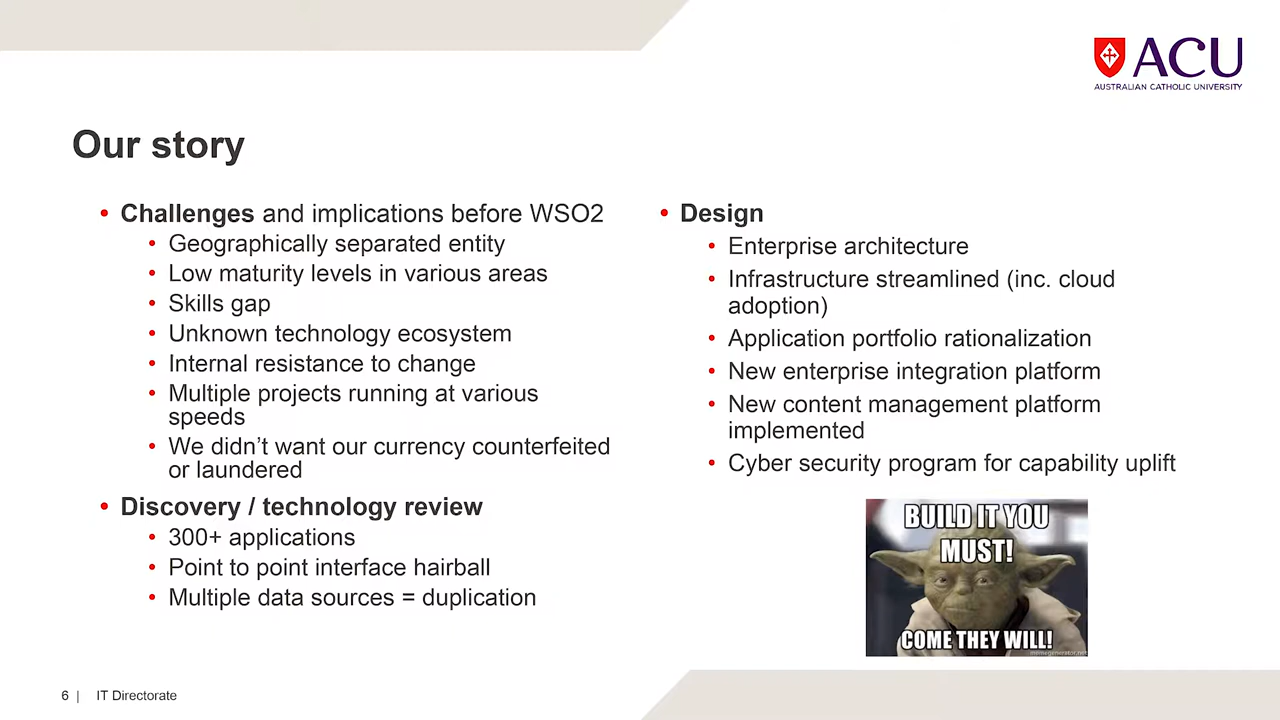 ACU
AUSTRALIAN CATHOLIC UNIVERSITY
Our story
• Challenges and implications before WSO2
• Geographically separated entity
• Low maturity levels in various areas
• Skills gap
• Unknown technology ecosystem
• Internal resistance to change
• Multiple projects running at various
speeds
• We didn’t want our currency counterfeited
or laundered
• Discovery / technology review
• 300+ applications
• Point to point interface hairball
• Multiple data sources = duplication
• Design
• Enterprise architecture
• Infrastructure streamlined (inc. cloud
adoption)
• Application portfolio rationalization
• New enterprise integration platform
• New content management platform
implemented
• Cyber security program for capability uplift
BUILD IT YOU
MUST!
COME THEY WILL!
memegenerator.net
6 | IT Directorate